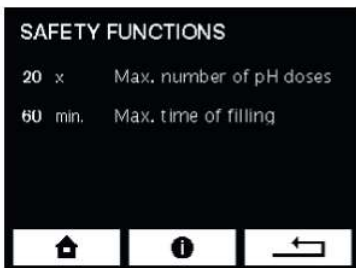 SAFETY FUNCTIONS
20 x Max. number of pH doses
60 min. Max. time of filling